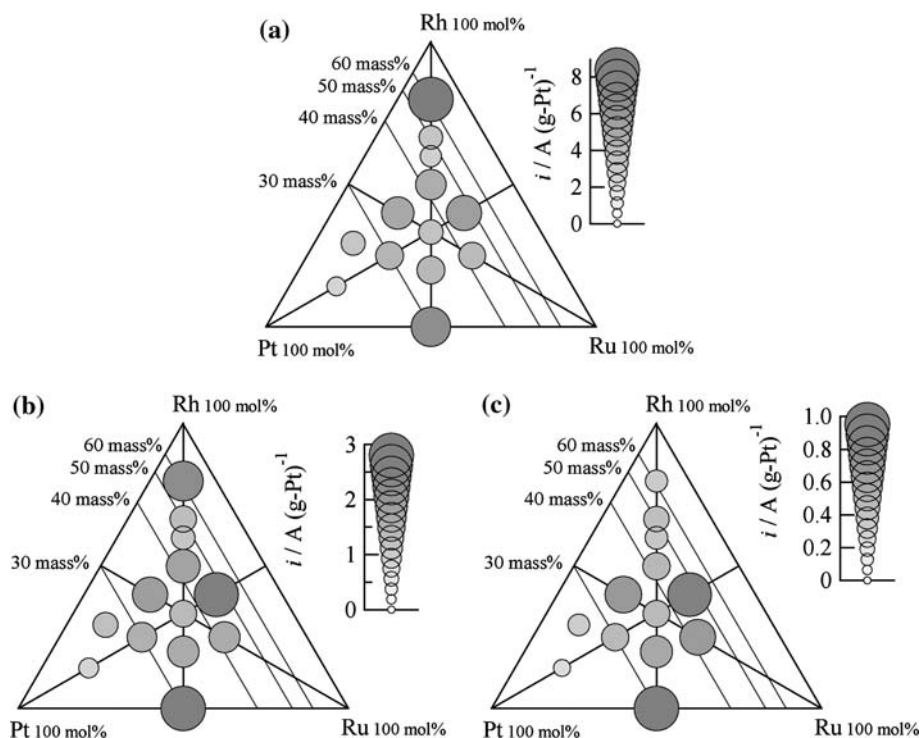 (a)
Rh 100 mol%
60 mass%
50 mass%
40 mass%
30 mass%
Pt 100 mol%
Ru 100 mol%
i / A (g-Pt)⁻¹
8
6
4
2
0
(b)
Rh 100 mol%
60 mass%
50 mass%
40 mass%
30 mass%
Pt 100 mol%
Ru 100 mol%
i / A (g-Pt)⁻¹
3
2
1
0
(c)
Rh 100 mol%
60 mass%
50 mass%
40 mass%
30 mass%
Pt 100 mol%
Ru 100 mol%
i / A (g-Pt)⁻¹
1.0
0.8
0.6
0.4
0.2
0